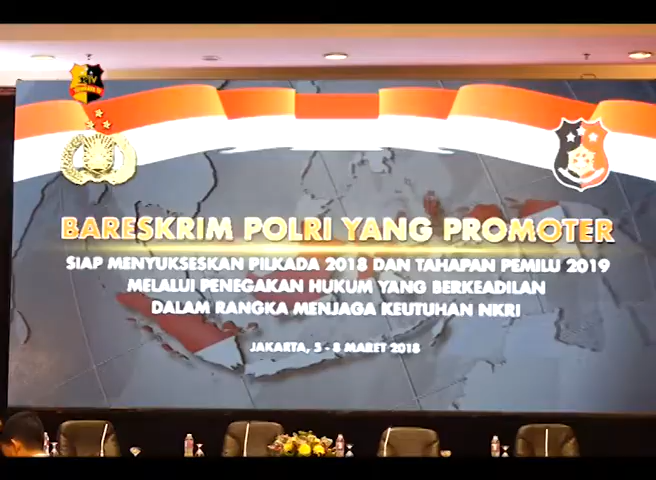 BARESKRIM POLRI YANG PROMOTER
SIAP MENYUKSESKAN PILKADA 2018 DAN TAHAPAN PEMILU 2019
MELALUI PENEGAKAN HUKUM YANG BERKEADILAN
DALAM RANGKA MENJAGA KEUTUHAN NKRI
JAKARTA, 5 - 8 MARET 2018